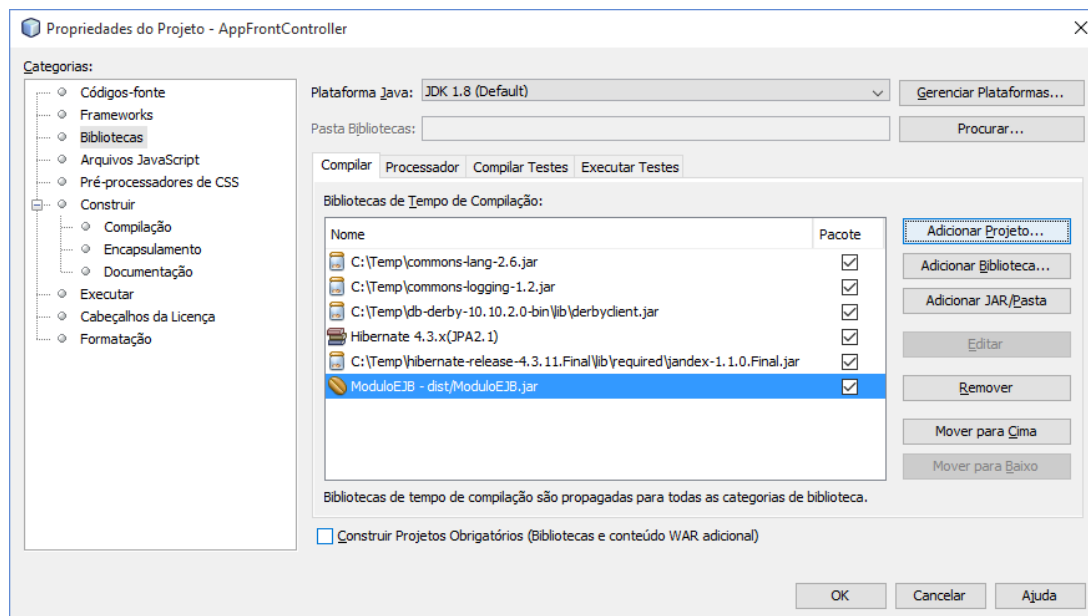 Propriedades do Projeto - AppFrontController
Categorias:
Códigos-fonte
Frameworks
Bibliotecas
Arquivos JavaScript
Pré-processadores de CSS
Construir
Compilação
Encapsulamento
Documentação
Executar
Cabeçalhos da Licença
Formatação
Plataforma Java: JDK 1.8 (Default) Gerenciar Plataformas...
Pasta Bibliotecas: Procurar...
Compilar Processador Compilar Testes Executar Testes
Bibliotecas de Tempo de Compilação:
Nome Pacote
C:\Temp\commons-lang-2.6.jar
C:\Temp\commons-logging-1.2.jar
C:\Temp\db-derby-10.10.2.0-bin\lib\derbyclient.jar
Hibernate 4.3.x(JPA2.1)
C:\Temp\hibernate-release-4.3.11.Final\lib\required\jandex-1.1.0.Final.jar
ModuloEJB - dist/ModuloEJB.jar
Adicionar Projeto...
Adicionar Biblioteca...
Adicionar JAR/Pasta
Editar
Remover
Mover para Cima
Mover para Baixo
Bibliotecas de tempo de compilação são propagadas para todas as categorias de biblioteca.
Construir Projetos Obrigatórios (Bibliotecas e conteúdo WAR adicional)
OK Cancelar Ajuda